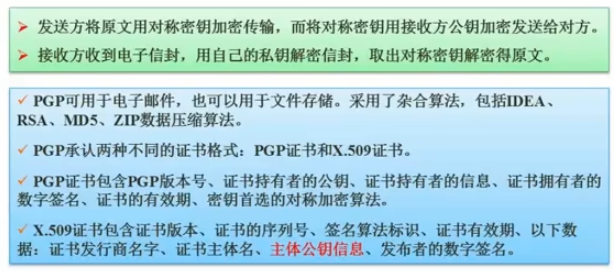 ➢ 发送方将原文用对称密钥加密传输，而将对称密钥用接收方公钥加密发送给对方。
➢ 接收方收到电子信封，用自己的私钥解密信封，取出对称密钥解密得原文。
✓ PGP可用于电子邮件，也可以用于文件存储。采用了杂合算法，包括IDEA、
RSA、MD5、ZIP数据压缩算法。
✓ PGP承认两种不同的证书格式：PGP证书和X.509证书。
✓ PGP证书包含PGP版本号、证书持有者的公钥、证书持有者的信息、证书拥有者的
数字签名、证书的有效期、密钥首选的对称加密算法。
✓ X.509证书包含证书版本、证书的序列号、签名算法标识、证书有效期、以下数
据：证书发行商名字、证书主体名、主体公钥信息、发布者的数字签名。